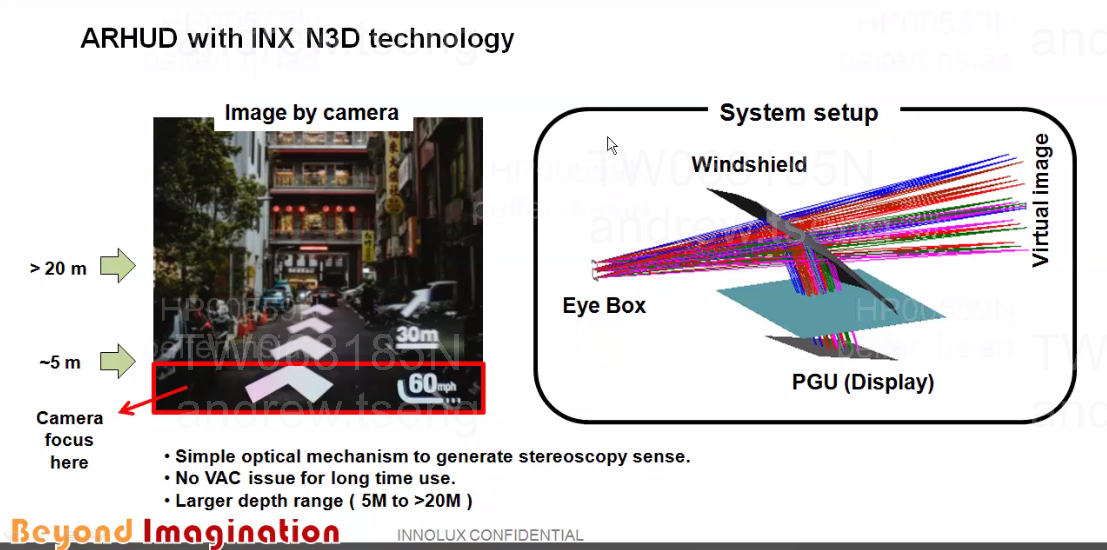 ARHUD with INX N3D technology
Image by camera
> 20 m
~5 m
Camera
focus
here
30m
60mph
System setup
Windshield
Virtual Image
Eye Box
PGU (Display)
• Simple optical mechanism to generate stereoscopy sense.
• No VAC issue for long time use.
• Larger depth range ( 5M to >20M )
Beyond Imagination
INNOLUX CONFIDENTIAL
TW003185N
andrew.tseng